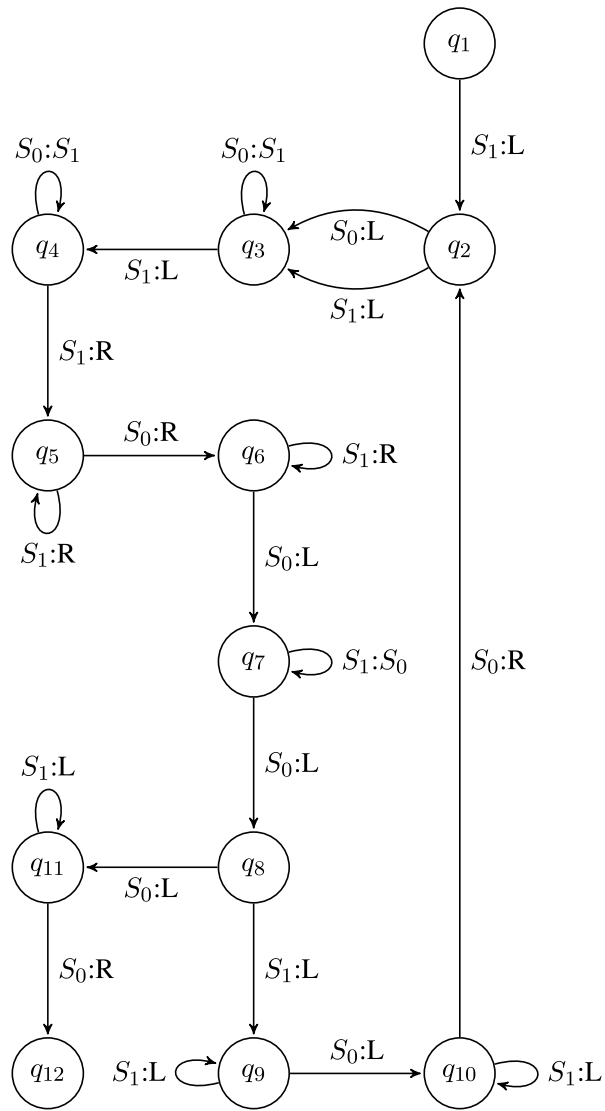 q₁
S₁:L
S₀:S₁
S₀:S₁
q₄
q₃
S₀:L
q₂
S₁:L
S₁:L
S₁:R
S₀:R
q₅
q₆
S₁:R
S₁:R
S₀:L
q₇
S₁:S₀
S₀:R
S₁:L
S₀:L
q₁₁
q₈
S₀:L
S₀:R
S₁:L
S₀:L
q₁₂
S₁:L
q₉
q₁₀
S₁:L